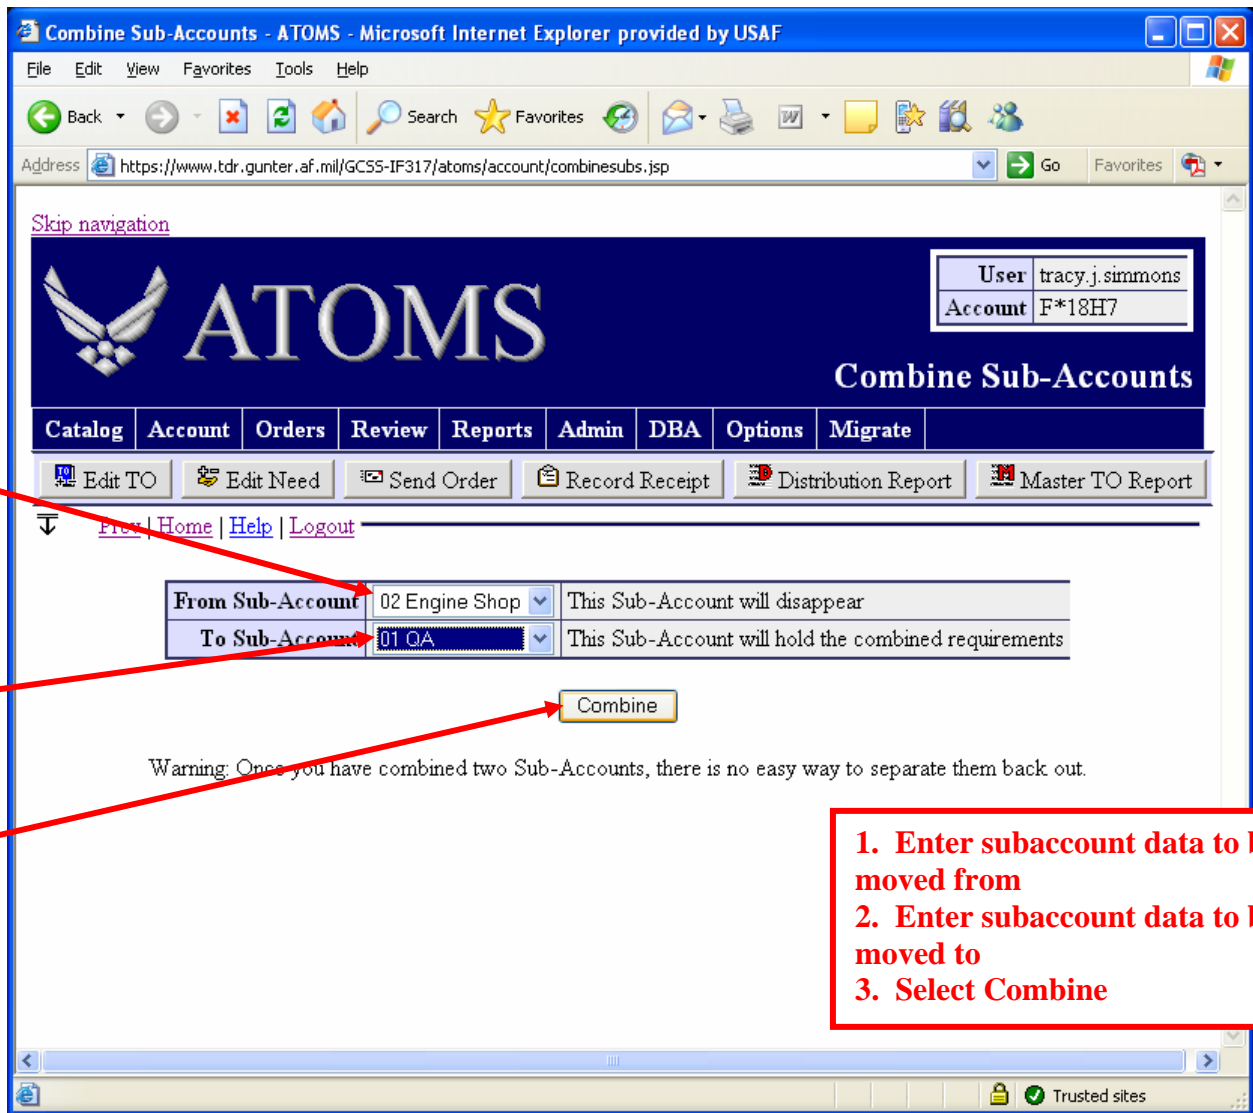 Combine Sub-Accounts - ATOMS - Microsoft Internet Explorer provided by USAF
File Edit View Favorites Tools Help
Back Search Favorites
Address https://www.tdr.gunter.af.mil/GCSS-IF317/atoms/account/combinesubs.jsp Go Favorites
Skip navigation
ATOMS
User tracy.j.simmons
Account F*18H7
Combine Sub-Accounts
Catalog Account Orders Review Reports Admin DBA Options Migrate
Edit TO Edit Need Send Order Record Receipt Distribution Report Master TO Report
Prev | Home | Help | Logout
From Sub-Account 02 Engine Shop This Sub-Account will disappear
To Sub-Account 01 QA This Sub-Account will hold the combined requirements
Combine
Warning: Once you have combined two Sub-Accounts, there is no easy way to separate them back out.
1. Enter subaccount data to
moved from
2. Enter subaccount data to
moved to
3. Select Combine
Trusted sites